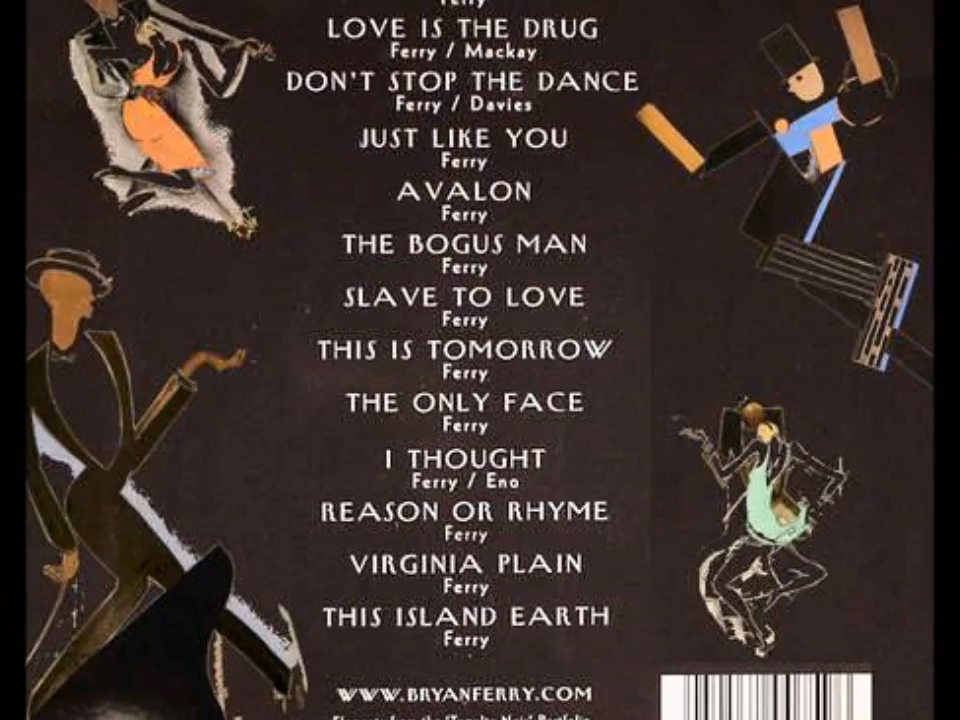 Ferry
LOVE IS THE DRUG
Ferry / Mackay
DON'T STOP THE DANCE
Ferry / Davies
JUST LIKE YOU
Ferry
AVALON
Ferry
THE BOGUS MAN
Ferry
SLAVE TO LOVE
Ferry
THIS IS TOMORROW
Ferry
THE ONLY FACE
Ferry
I THOUGHT
Ferry / Eno
REASON OR RHYME
Ferry
VIRGINIA PLAIN
Ferry
THIS ISLAND EARTH
Ferry
WWW.BRYANFERRY.COM